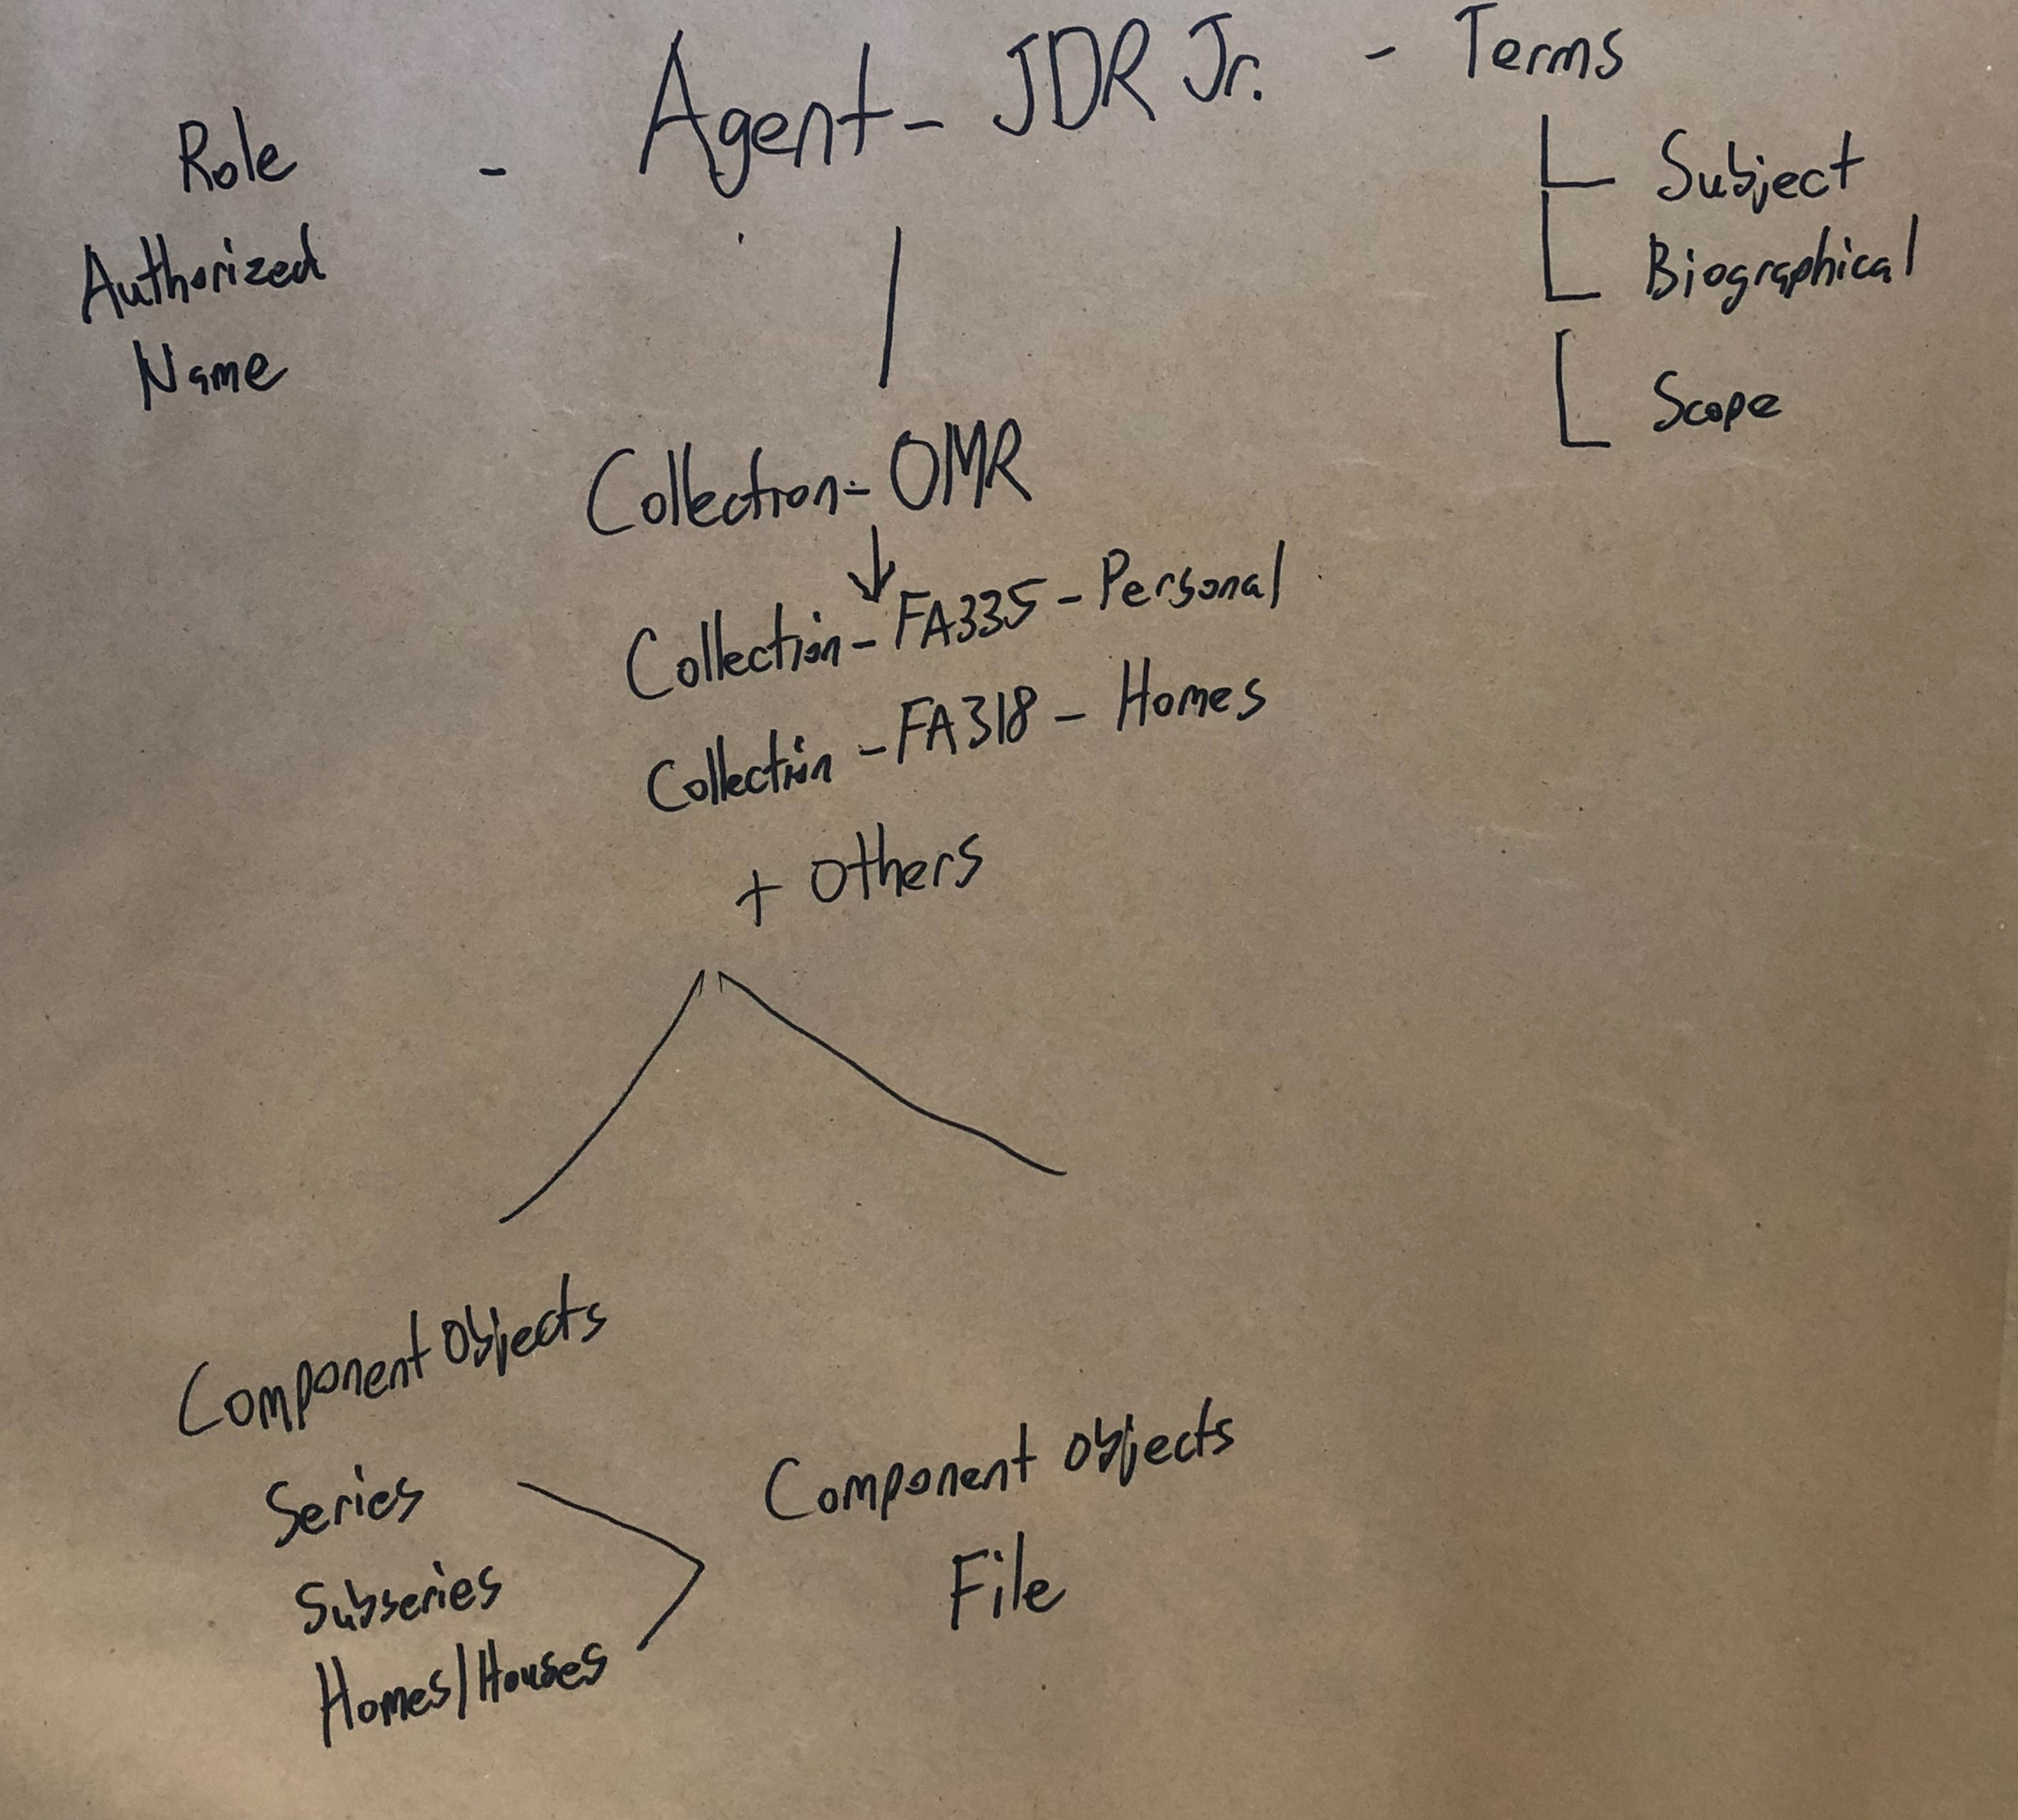 Agent - JDR Jr. - Terms
Role -
Authorized
Name
Subject
Biographical
Scope
Collection - OMR
Collection - FA335 - Personal
Collection - FA318 - Homes
+ Others
Component Objects
Series
Subseries
Homes/Houses
Component Objects
File